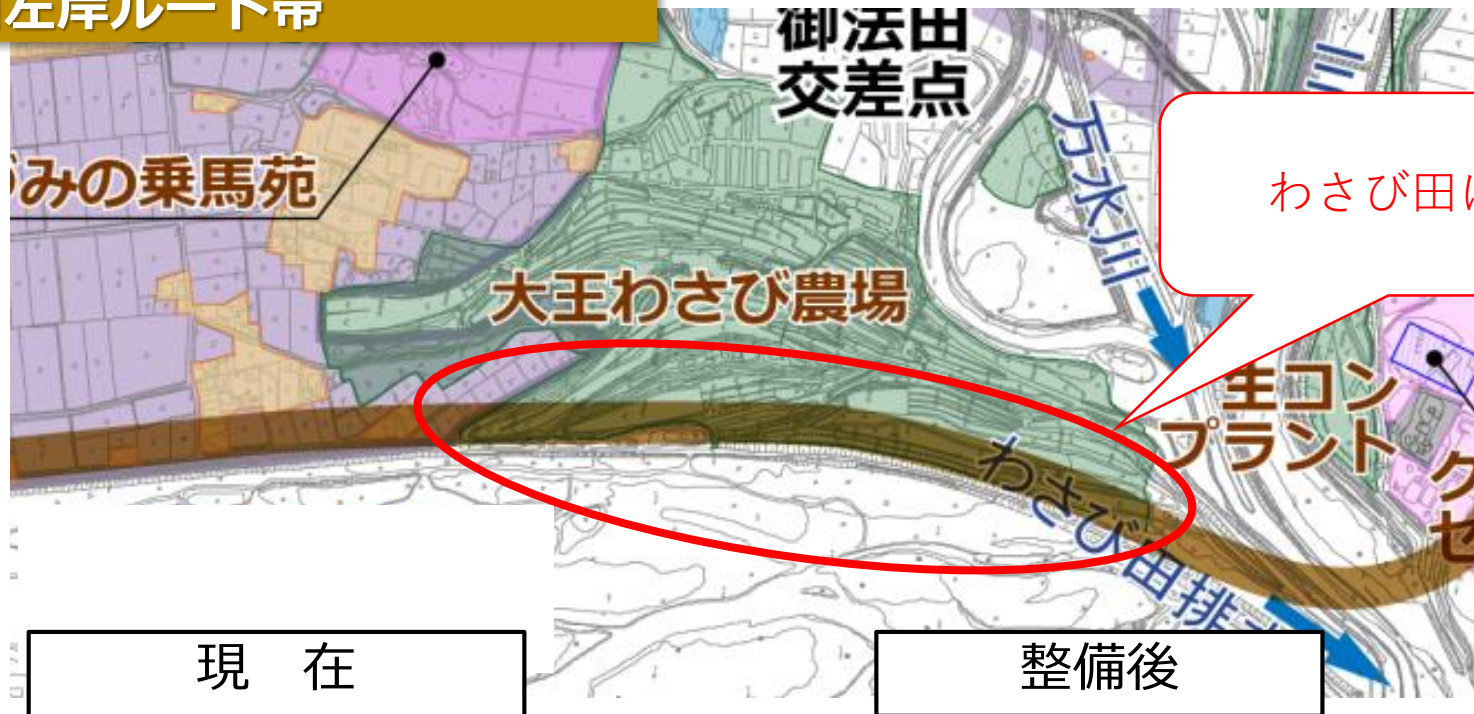 左岸ルート帯
御法田
交差点
万水川
みの乗馬苑
わさび田に
大王わさび農場
生コン
プラント
わさび田排
現 在
整備後